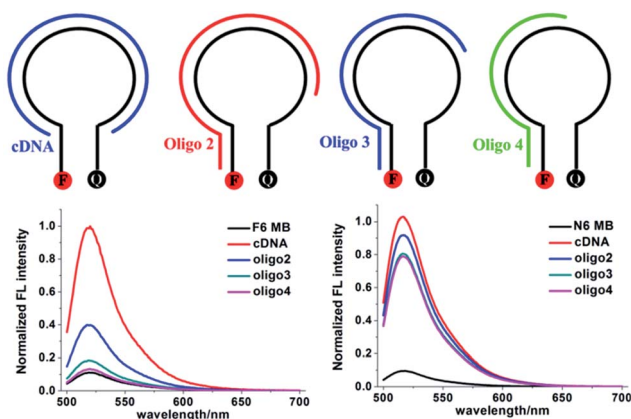 cDNA
Oligo 2
Oligo 3
Oligo 4
F Q
F Q
F Q
F Q
Normalized FL intensity
1.0
0.8
0.6
0.4
0.2
0.0
500 550 600 650 700
wavelength/nm
F6 MB
cDNA
oligo2
oligo3
oligo4
Normalized FL intensity
1.0
0.8
0.6
0.4
0.2
0.0
500 550 600 650 700
wavelength/nm
N6 MB
cDNA
oligo2
oligo3
oligo4